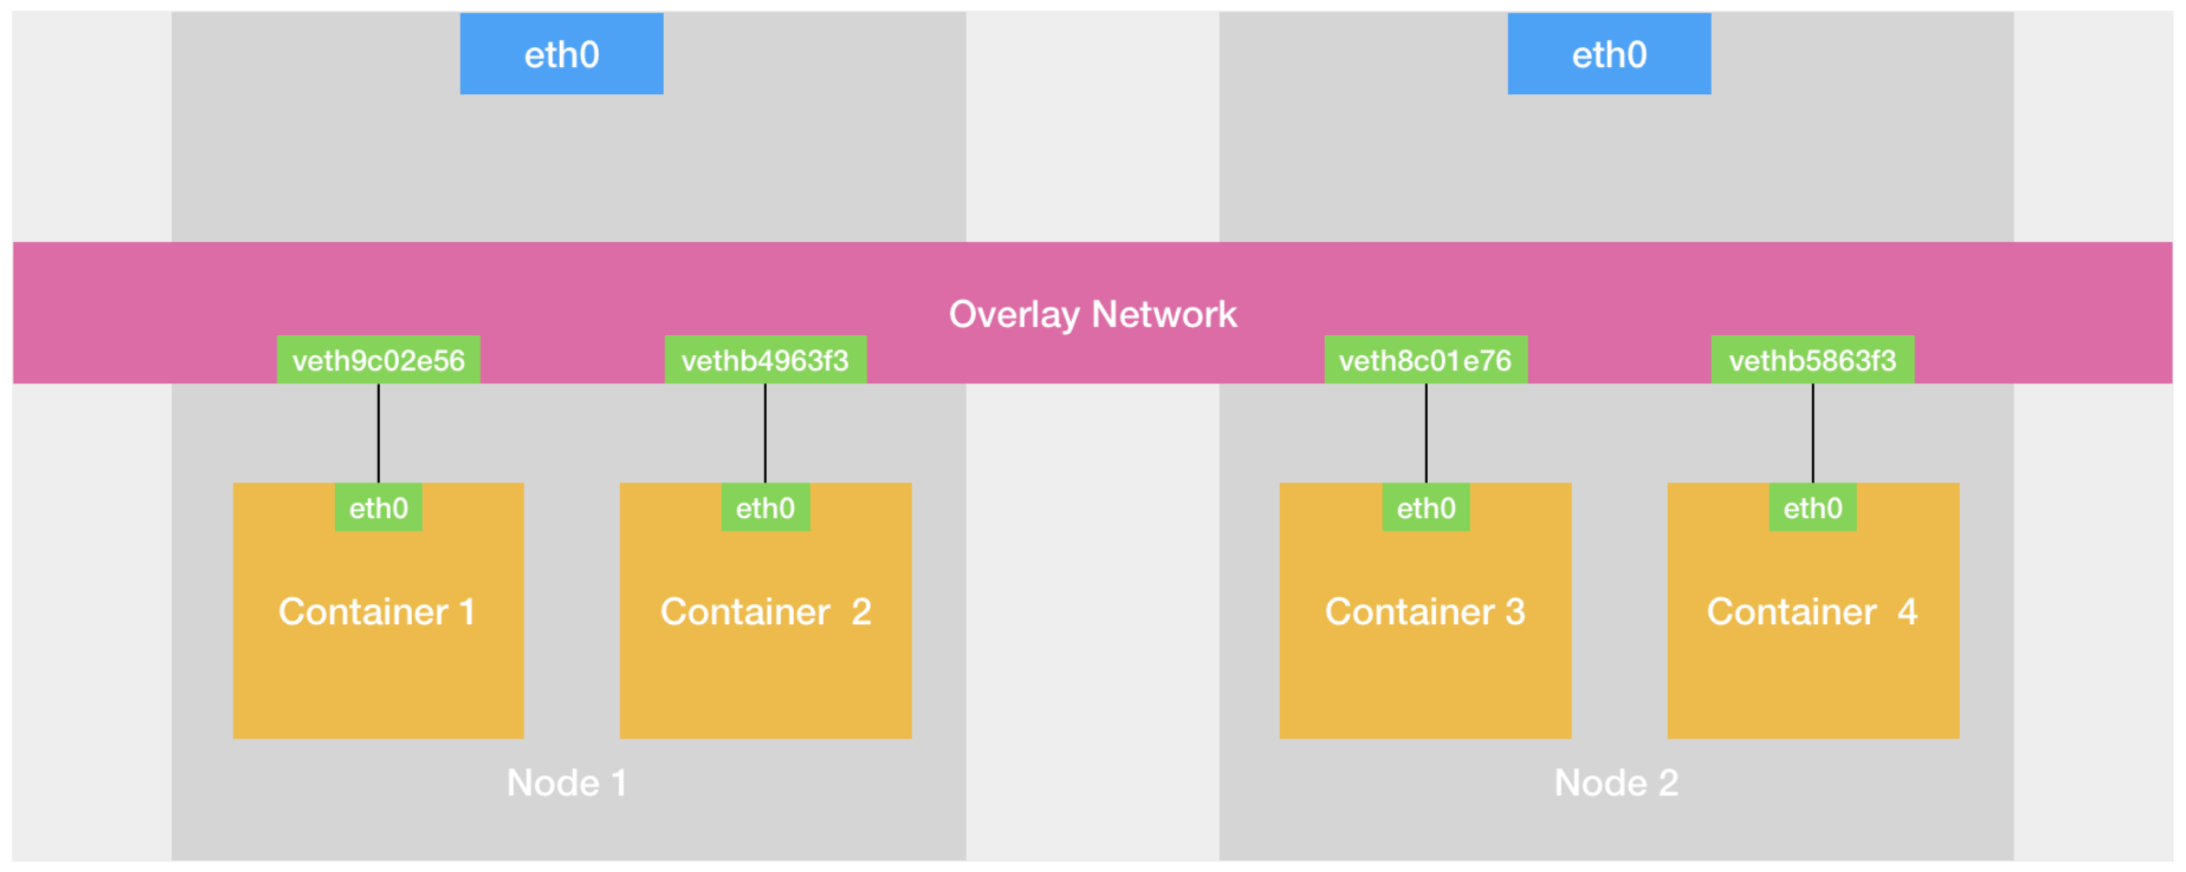 eth0
eth0
Overlay Network
veth9c02e56
vethb4963f3
veth8c01e76
vethb5863f3
eth0
eth0
eth0
eth0
Container 1
Container  2
Container 3
Container  4
Node 1
Node 2